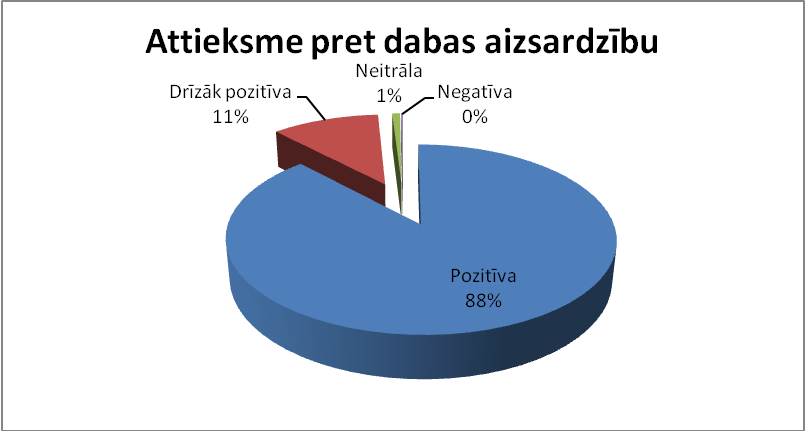 Attieksme pret dabas aizsardzību
Drīzāk pozitīva
11%
Neitrāla
1%
Negatīva
0%
Pozitīva
88%